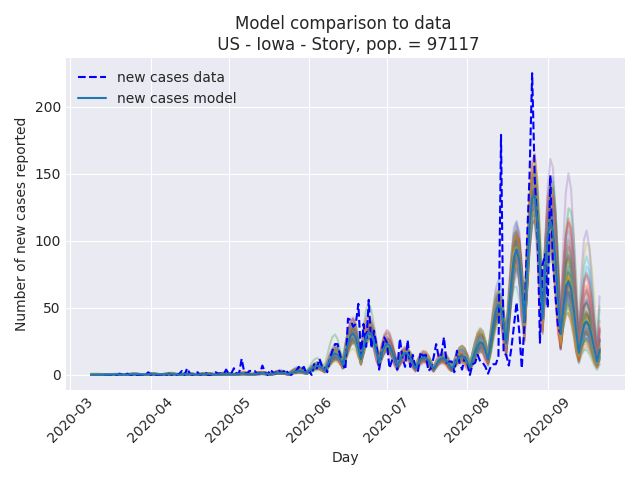 Model comparison to data
US - Iowa - Story, pop. = 97117
new cases data
new cases model
Number of new cases reported
200
150
100
50
0
2020-03
2020-04
2020-05
2020-06
2020-07
2020-08
2020-09
Day